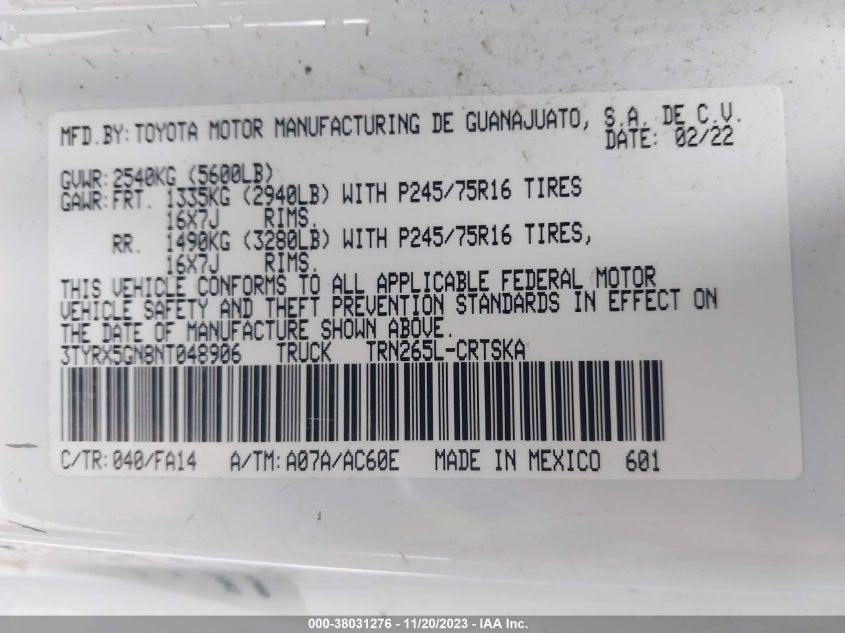 MFD.BY: TOYOTA MOTOR MANUFACTURING DE GUANAJUATO, S.A. DE C.V.
DATE: 02/22
GVWR: 2540KG (5600LB)
GAWR: FRT. 1335KG (2940LB) WITH P245/75R16 TIRES
16X7J RIMS.
RR. 1490KG (3280LB) WITH P245/75R16 TIRES,
16X7J RIMS.
THIS VEHICLE CONFORMS TO ALL APPLICABLE FEDERAL MOTOR
VEHICLE SAFETY AND THEFT PREVENTION STANDARDS IN EFFECT ON
THE DATE OF MANUFACTURE SHOWN ABOVE.
3TYRX5GN8NT048906 TRUCK TRN265L-CRTSKA
C/TR: 040/FA14 A/TM: A07A/AC60E MADE IN MEXICO 601
000-38031276 - 11/20/2023 - IAA Inc.